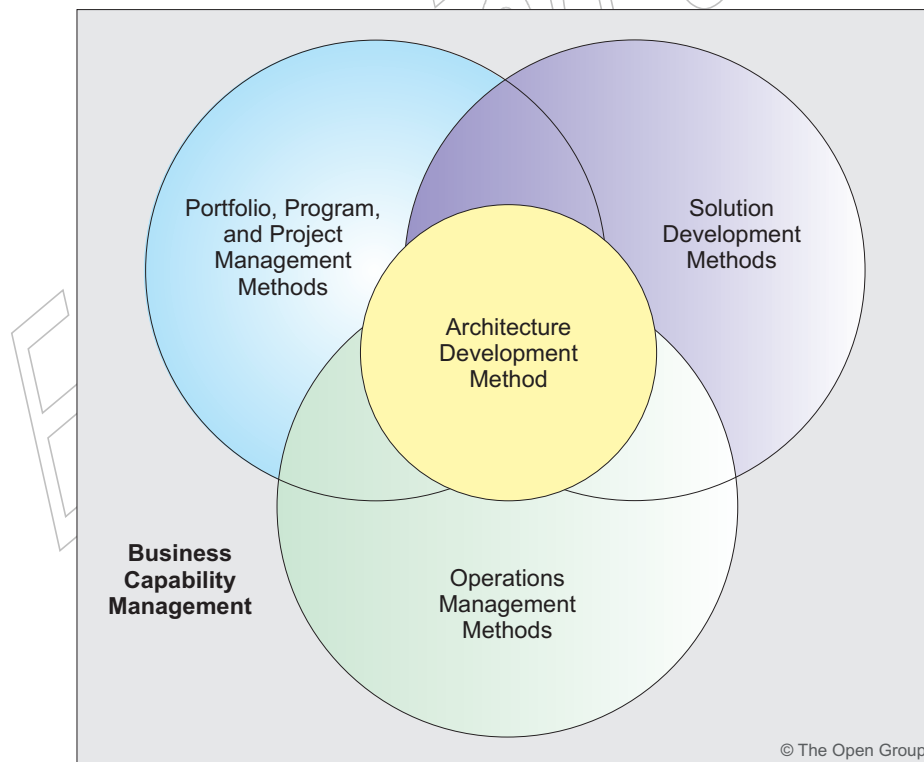 Portfolio, Program,
and Project
Management
Methods
Solution
Development
Methods
Architecture
Development
Method
Business
Capability
Management
Operations
Management
Methods
© The Open Group